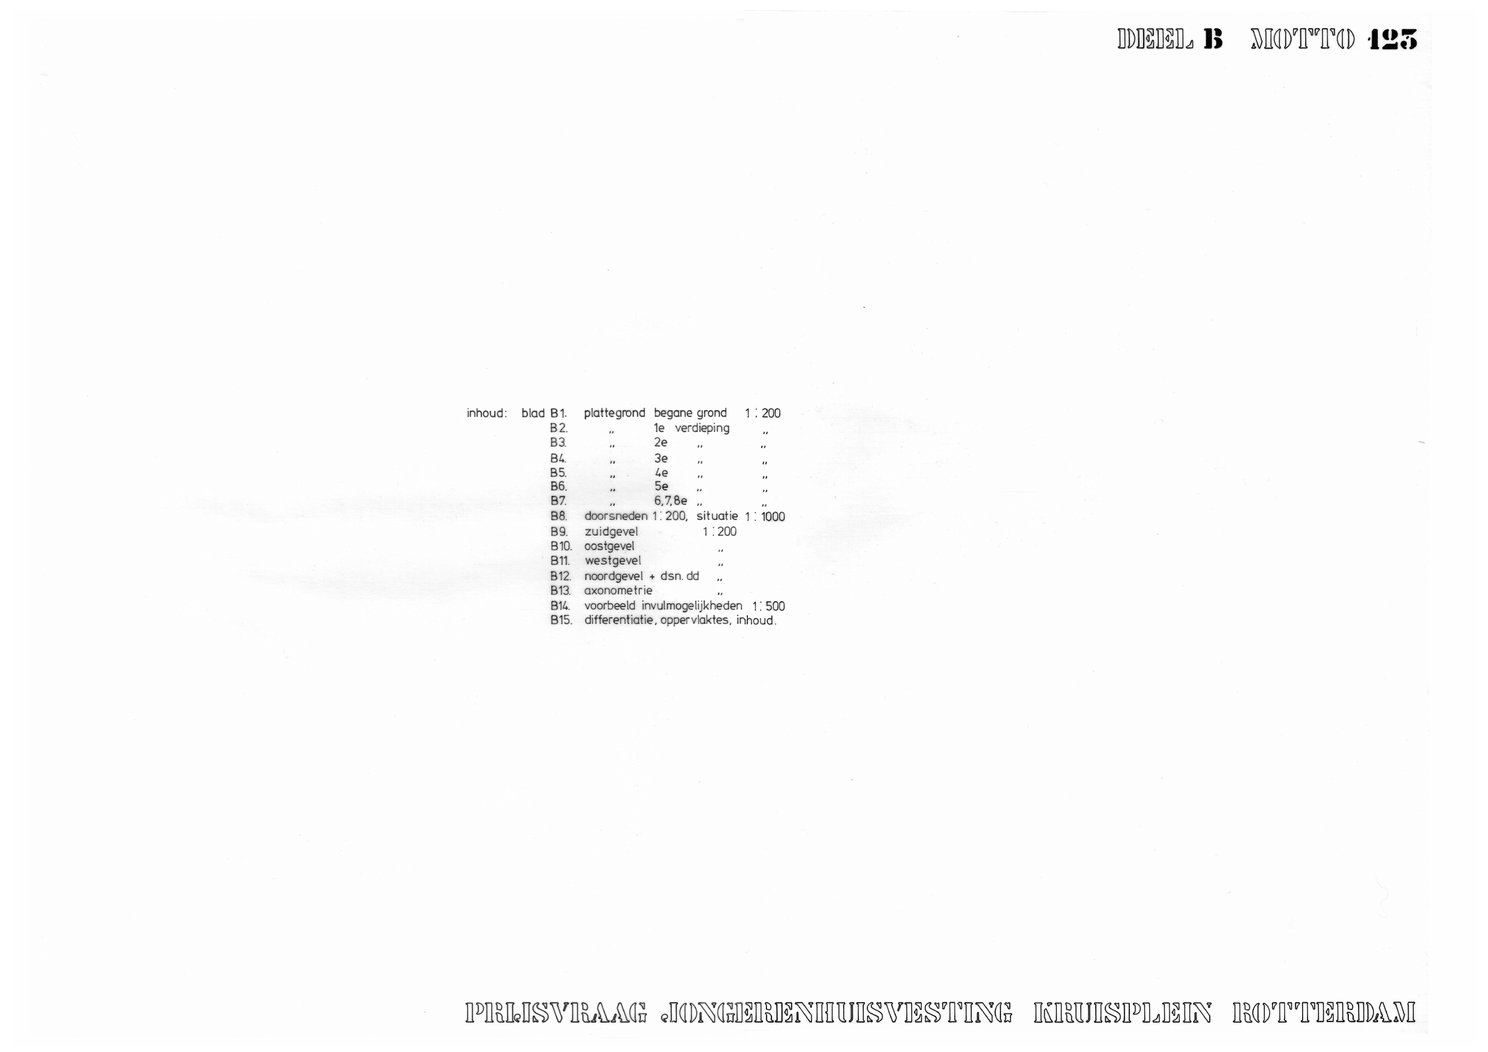 DEEL B MOTTO 123
inhoud: blad B1. plattegrond begane grond 1:200
B2. ,, 1e verdieping ,,
B3. ,, 2e ,, ,,
B4. ,, 3e ,, ,,
B5. ,, 4e ,, ,,
B6. ,, 5e ,, ,,
B7. ,, 6,7,8e ,, ,,
B8. doorsneden 1:200, situatie 1:1000
B9. zuidgevel 1:200
B10. oostgevel ,,
B11. westgevel ,,
B12. noordgevel + dsn. dd ,,
B13. axonometrie ,,
B14. voorbeeld invulmogelijkheden 1:500
B15. differentiatie, oppervlaktes, inhoud.
PRIJSVRAAG JONGERENHUISVESTING KRUISPLEIN ROTTERDAM